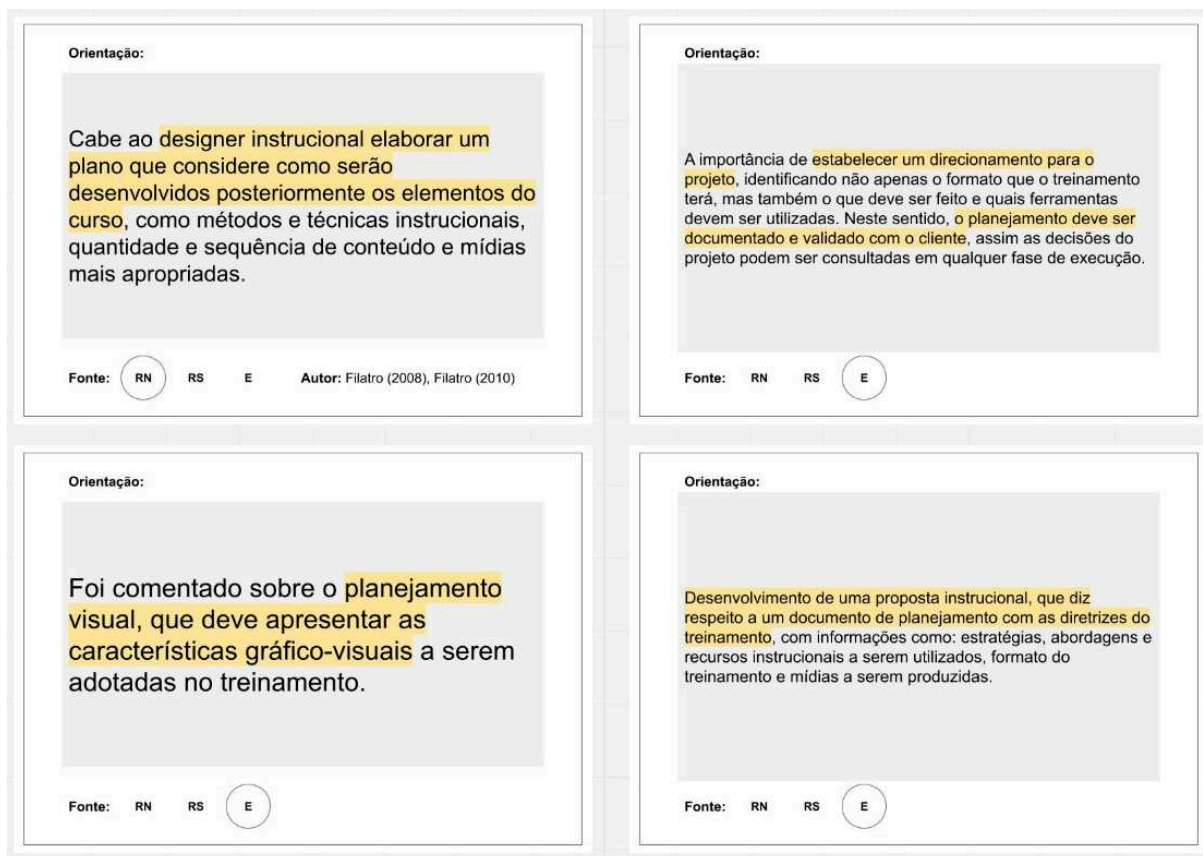 Orientação:
Cabe ao designer instrucional elaborar um
plano que considere como serão
desenvolvidos posteriormente os elementos do
curso, como métodos e técnicas instrucionais,
quantidade e sequência de conteúdo e mídias
mais apropriadas.
Fonte: RN RS E Autor: Filatro (2008), Filatro (2010)
Orientação:
A importância de estabelecer um direcionamento para o
projeto, identificando não apenas o formato que o treinamento
terá, mas também o que deve ser feito e quais ferramentas
devem ser utilizadas. Neste sentido, o planejamento deve ser
documentado e validado com o cliente, assim as decisões do
projeto podem ser consultadas em qualquer fase de execução.
Fonte: RN RS E
Orientação:
Foi comentado sobre o planejamento
visual, que deve apresentar as
características gráfico-visuais a serem
adotadas no treinamento.
Fonte: RN RS E
Orientação:
Desenvolvimento de uma proposta instrucional, que diz
respeito a um documento de planejamento com as diretrizes do
treinamento, com informações como: estratégias, abordagens e
recursos instrucionais a serem utilizados, formato do
treinamento e mídias a serem produzidas.
Fonte: RN RS E